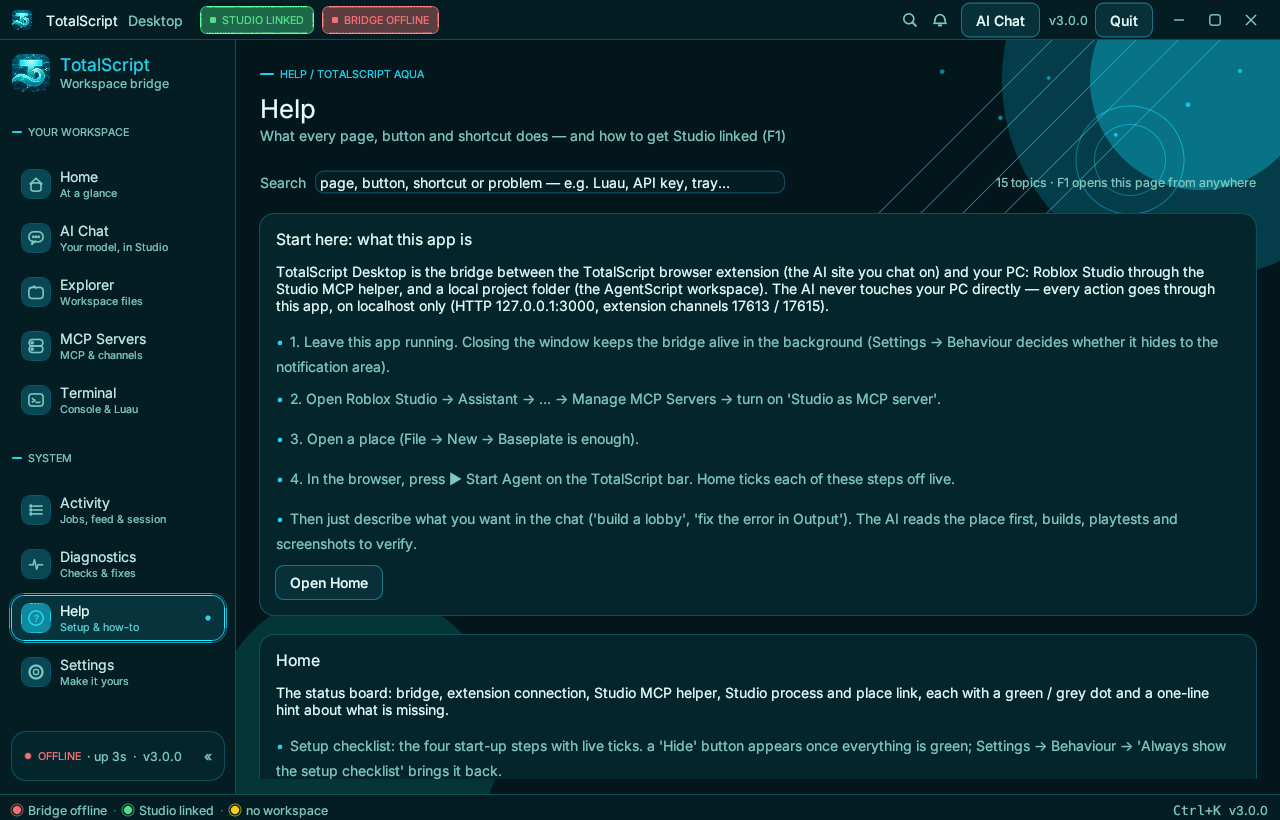 TotalScript Desktop
STUDIO LINKED
BRIDGE OFFLINE
AI Chat
v3.0.0
Quit
TotalScript
Workspace bridge
YOUR WORKSPACE
Home
At a glance
AI Chat
Your model, in Studio
Explorer
Workspace files
MCP Servers
MCP & channels
Terminal
Console & Luau
SYSTEM
Activity
Jobs, feed & session
Diagnostics
Checks & fixes
Help
Setup & how-to
Settings
Make it yours
OFFLINE · up 3s · v3.0.0 «
HELP / TOTALSCRIPT AQUA
Help
What every page, button and shortcut does — and how to get Studio linked (F1)
Search
page, button, shortcut or problem — e.g. Luau, API key, tray...
15 topics · F1 opens this page from anywhere
Start here: what this app is
TotalScript Desktop is the bridge between the TotalScript browser extension (the AI site you chat on) and your PC: Roblox Studio through the
Studio MCP helper, and a local project folder (the AgentScript workspace). The AI never touches your PC directly — every action goes through
this app, on localhost only (HTTP 127.0.0.1:3000, extension channels 17613 / 17615).
• 1. Leave this app running. Closing the window keeps the bridge alive in the background (Settings → Behaviour decides whether it hides to the
notification area).
• 2. Open Roblox Studio → Assistant → ... → Manage MCP Servers → turn on 'Studio as MCP server'.
• 3. Open a place (File → New → Baseplate is enough).
• 4. In the browser, press ▶ Start Agent on the TotalScript bar. Home ticks each of these steps off live.
• Then just describe what you want in the chat ('build a lobby', 'fix the error in Output'). The AI reads the place first, builds, playtests and
screenshots to verify.
Open Home
Home
The status board: bridge, extension connection, Studio MCP helper, Studio process and place link, each with a green / grey dot and a one-line
hint about what is missing.
• Setup checklist: the four start-up steps with live ticks. a 'Hide' button appears once everything is green; Settings → Behaviour → 'Always show
the setup checklist' brings it back.
Bridge offline · Studio linked · no workspace
Ctrl+K v3.0.0